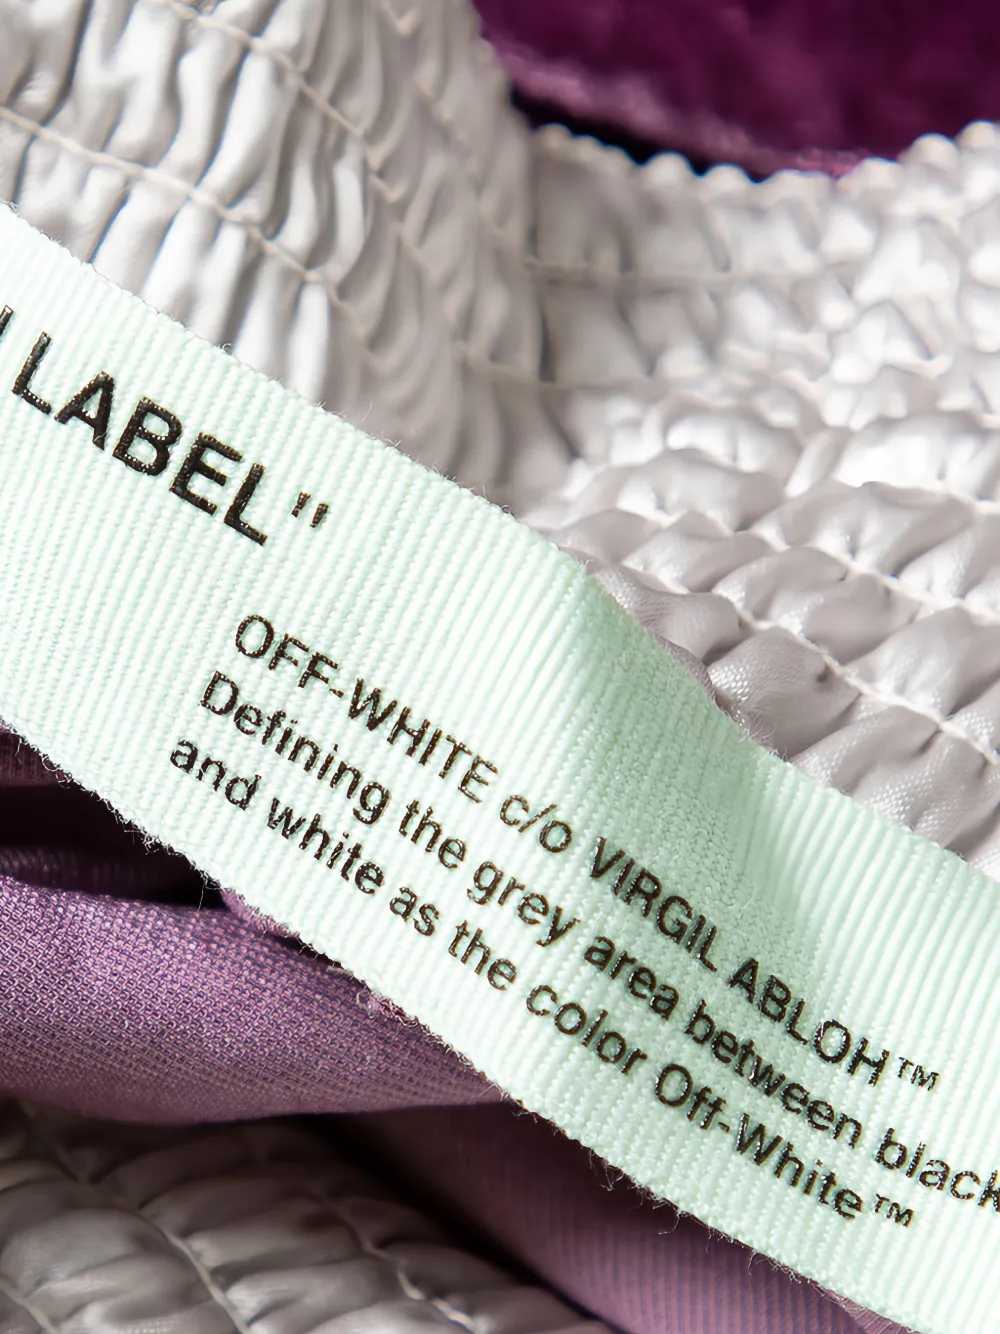 LABEL"
OFF-WHITE c/o VIRGIL ABLOH™
Defining the grey area between black
and white as the color Off-White™